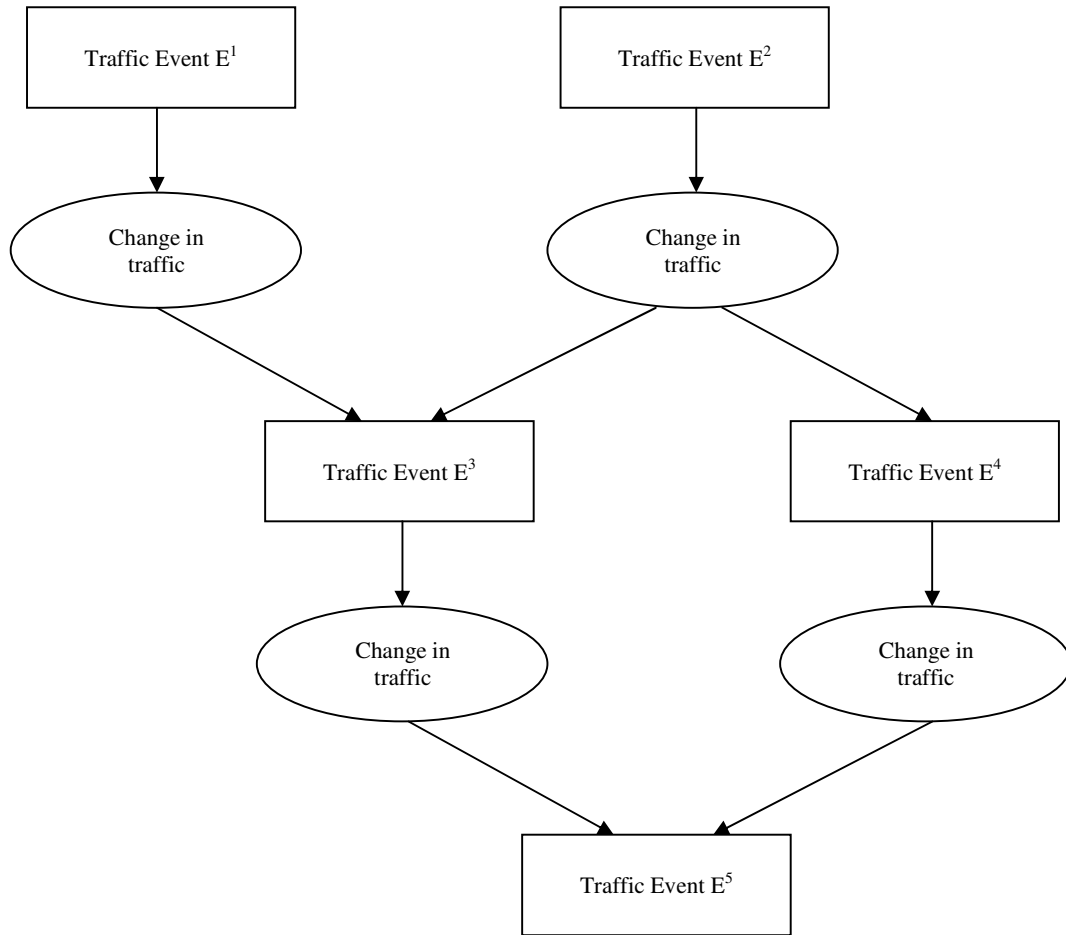 Traffic Event E¹
Traffic Event E²
Change in
traffic
Change in
traffic
Traffic Event E³
Traffic Event E⁴
Change in
traffic
Change in
traffic
Traffic Event E⁵